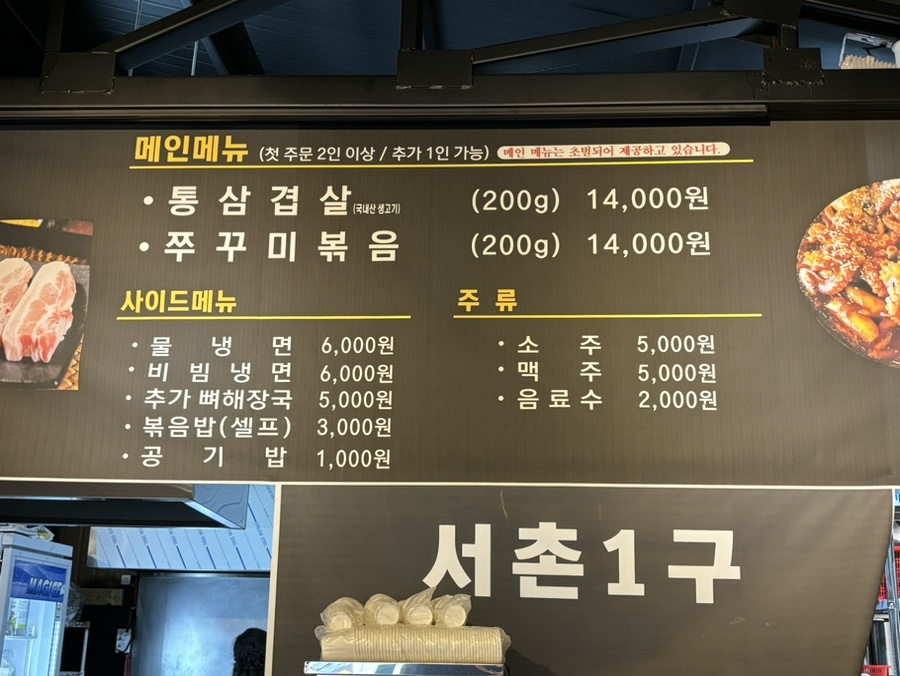 메인메뉴 (첫 주문 2인 이상 / 추가 1인 가능) 메인 메뉴는 초벌되어 제공하고 있습니다.
• 통삼겹살(국내산 생고기) (200g) 14,000원
• 쭈꾸미볶음 (200g) 14,000원
사이드메뉴
• 물냉면 6,000원
• 비빔냉면 6,000원
• 추가 뼈해장국 5,000원
• 볶음밥(셀프) 3,000원
• 공기밥 1,000원
주류
• 소주 5,000원
• 맥주 5,000원
• 음료수 2,000원
서촌1구